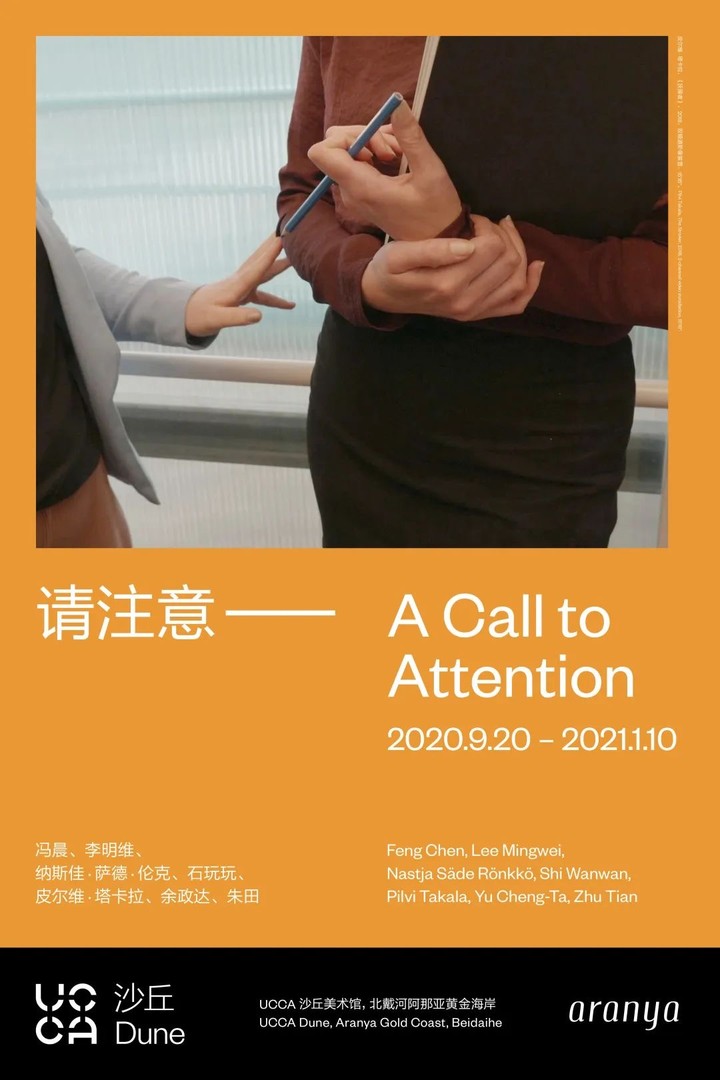 请注意——
A Call to
Attention
2020.9.20 – 2021.1.10
冯晨、李明维、
纳斯佳·萨德·伦克、石玩玩、
皮尔维·塔卡拉、余政达、朱田
Feng Chen, Lee Mingwei,
Nastja Säde Rönkkö, Shi Wanwan,
Pilvi Takala, Yu Cheng-Ta, Zhu Tian
UCCA 沙丘
Dune
UCCA 沙丘美术馆, 北戴河阿那亚黄金海岸
UCCA Dune, Aranya Gold Coast, Beidaihe
aranya